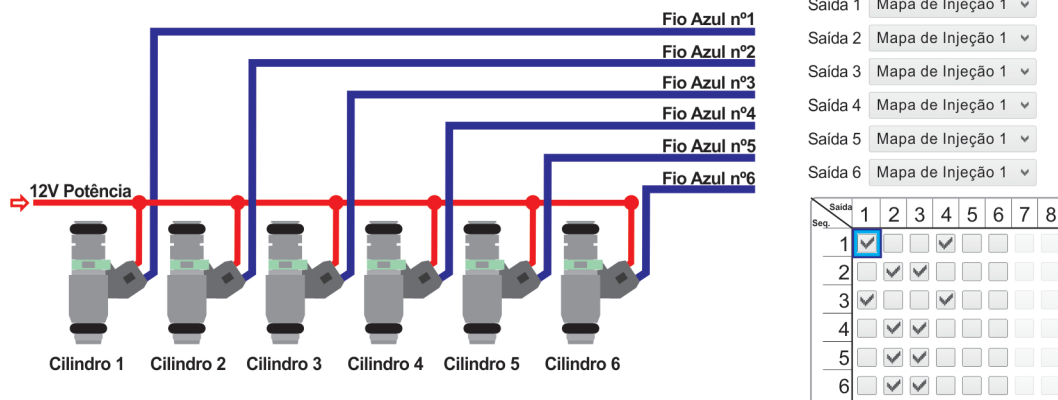 Fio Azul nº1
Fio Azul nº2
Fio Azul nº3
Fio Azul nº4
Fio Azul nº5
Fio Azul nº6
12V Potência
Cilindro 1 Cilindro 2 Cilindro 3 Cilindro 4 Cilindro 5 Cilindro 6
Saída 1 Mapa de Injeção 1
Saída 2 Mapa de Injeção 1
Saída 3 Mapa de Injeção 1
Saída 4 Mapa de Injeção 1
Saída 5 Mapa de Injeção 1
Saída 6 Mapa de Injeção 1
Saída 1 2 3 4 5 6 7 8
Seq.
1
2
3
4
5
6